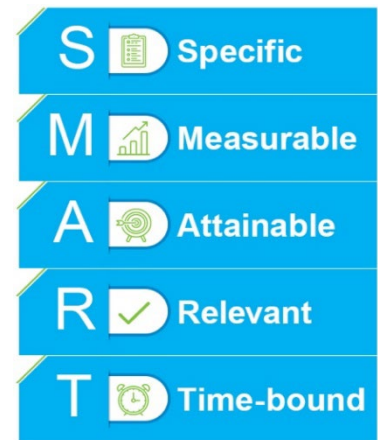 S Specific
M Measurable
A Attainable
R Relevant
T Time-bound